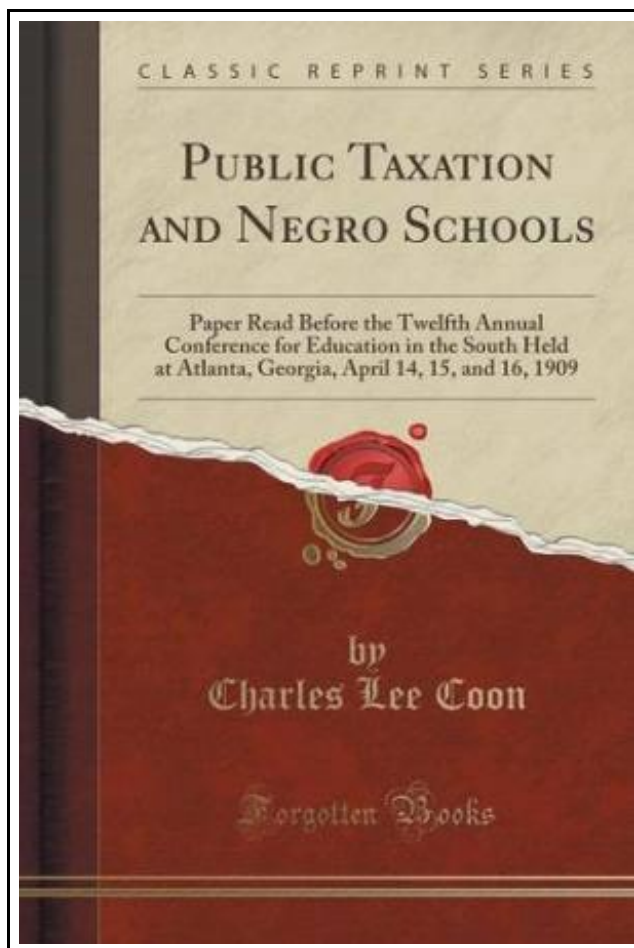 CLASSIC REPRINT SERIES
PUBLIC TAXATION
AND NEGRO SCHOOLS
Paper Read Before the Twelfth Annual
Conference for Education in the South Held
at Atlanta, Georgia, April 14, 15, and 16, 1909
by
Charles Lee Coon
Forgotten Books